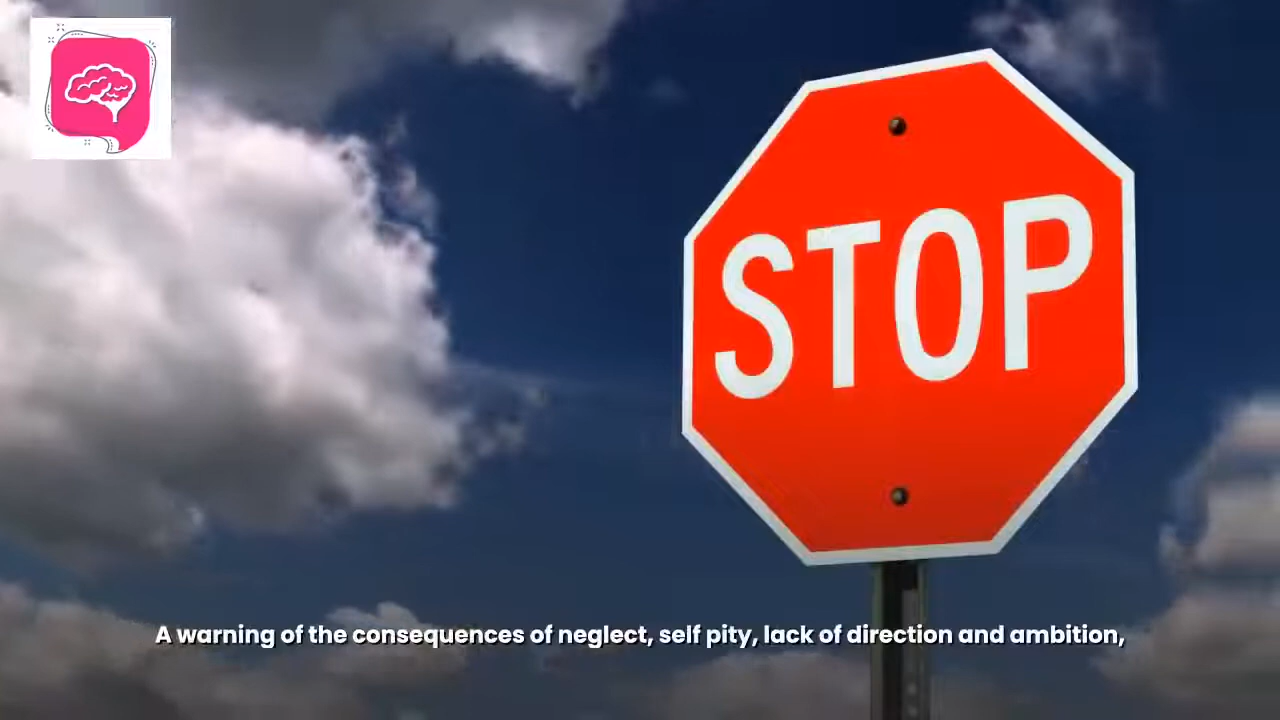 STOP
A warning of the consequences of neglect, self pity, lack of direction and ambition,